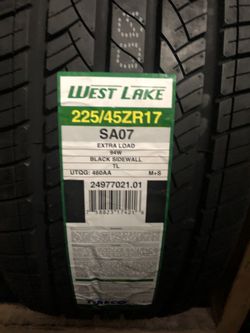 WEST LAKE
225/45ZR17
SA07
EXTRA LOAD
94W
BLACK SIDEWALL
TL
UTQG: 460AA M+S
24977021.01